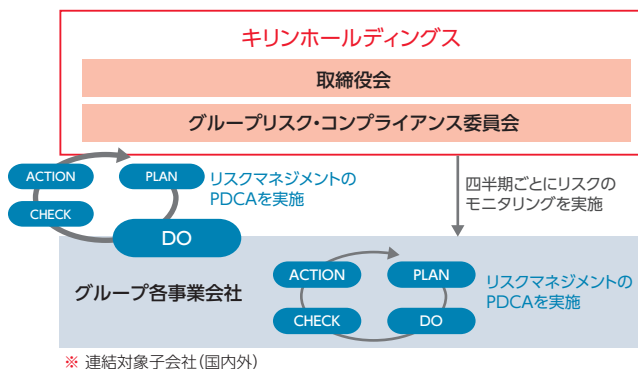 キリンホールディングス
取締役会
グループリスク・コンプライアンス委員会
ACTION
PLAN
CHECK
DO
リスクマネジメントの
PDCAを実施
四半期ごとにリスクの
モニタリングを実施
グループ各事業会社
ACTION
PLAN
CHECK
DO
リスクマネジメントの
PDCAを実施
※ 連結対象子会社(国内外)